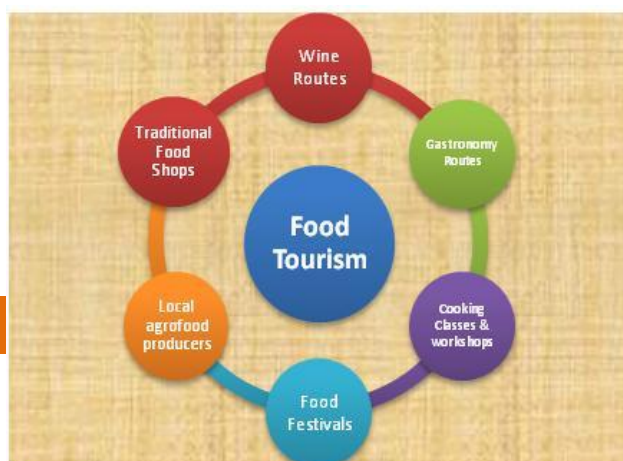 Wine
Routes
Gastronomy
Routes
Cooking
Classes &
workshops
Food
Festivals
Local
agrofood
producers
Traditional
Food
Shops
Food
Tourism